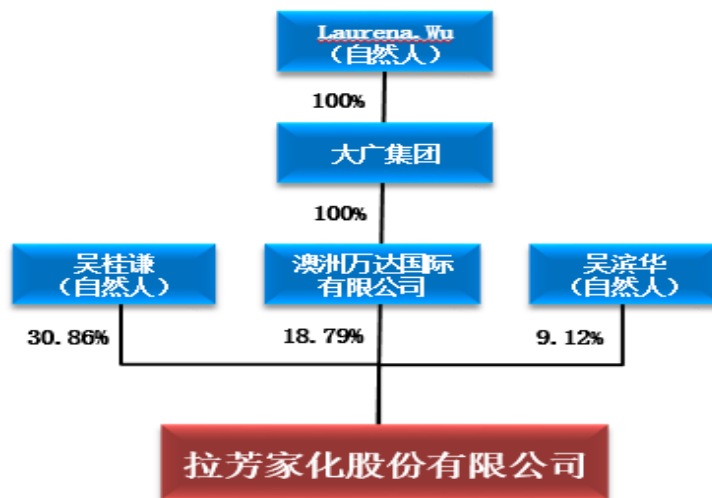 Laurena.Wu
（自然人）
100%
大广集团
100%
吴桂谦
（自然人）
澳洲万达国际
有限公司
吴滨华
（自然人）
30.86%
18.79%
9.12%
拉芳家化股份有限公司